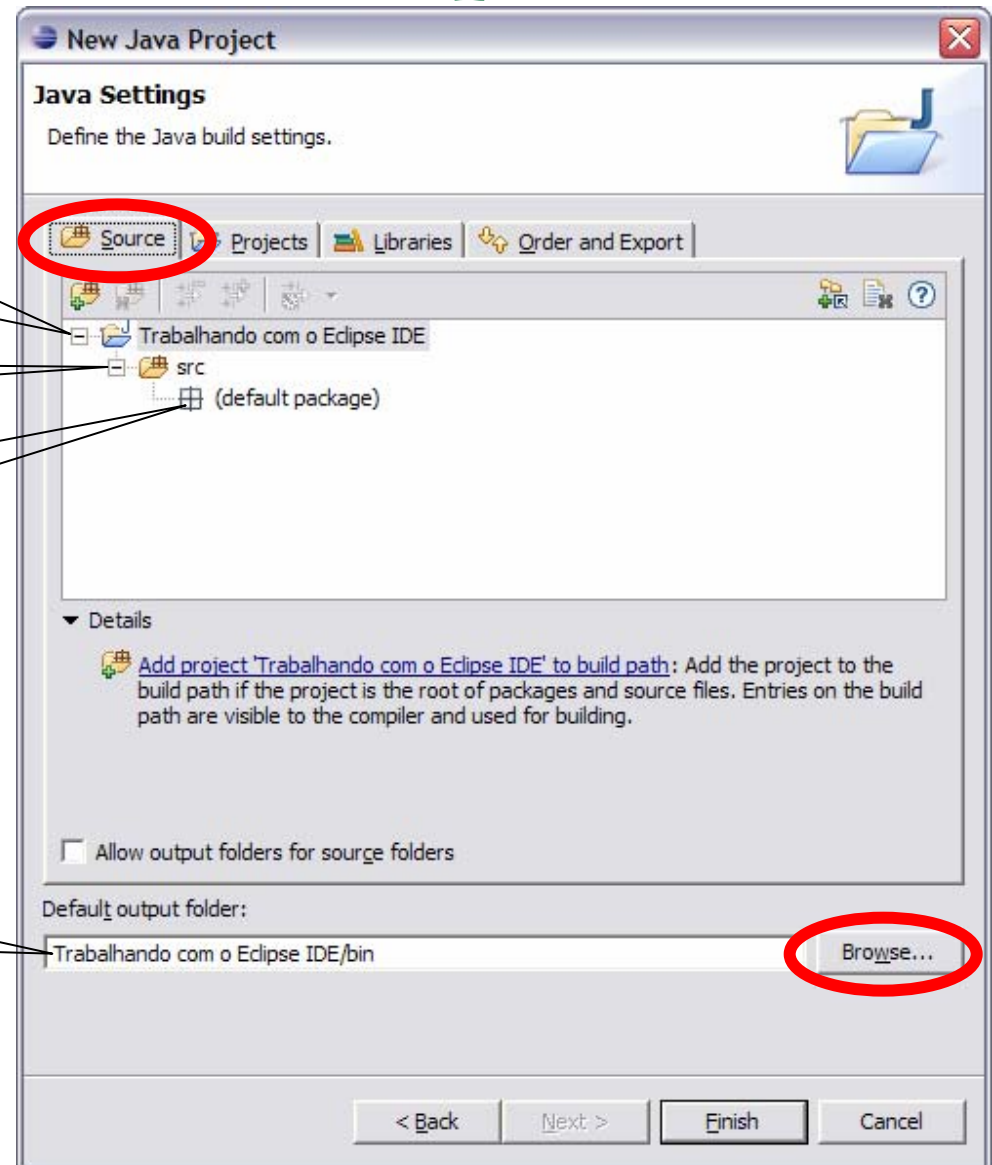 New Java Project
Java Settings
Define the Java build settings.
Source Projects Libraries Order and Export
Trabalhando com o Eclipse IDE
src
(default package)
Details
Add project 'Trabalhando com o Eclipse IDE' to build path: Add the project to the
build path if the project is the root of packages and source files. Entries on the build
path are visible to the compiler and used for building.
Allow output folders for source folders
Default output folder:
Trabalhando com o Eclipse IDE/bin Browse...
< Back Next > Finish Cancel